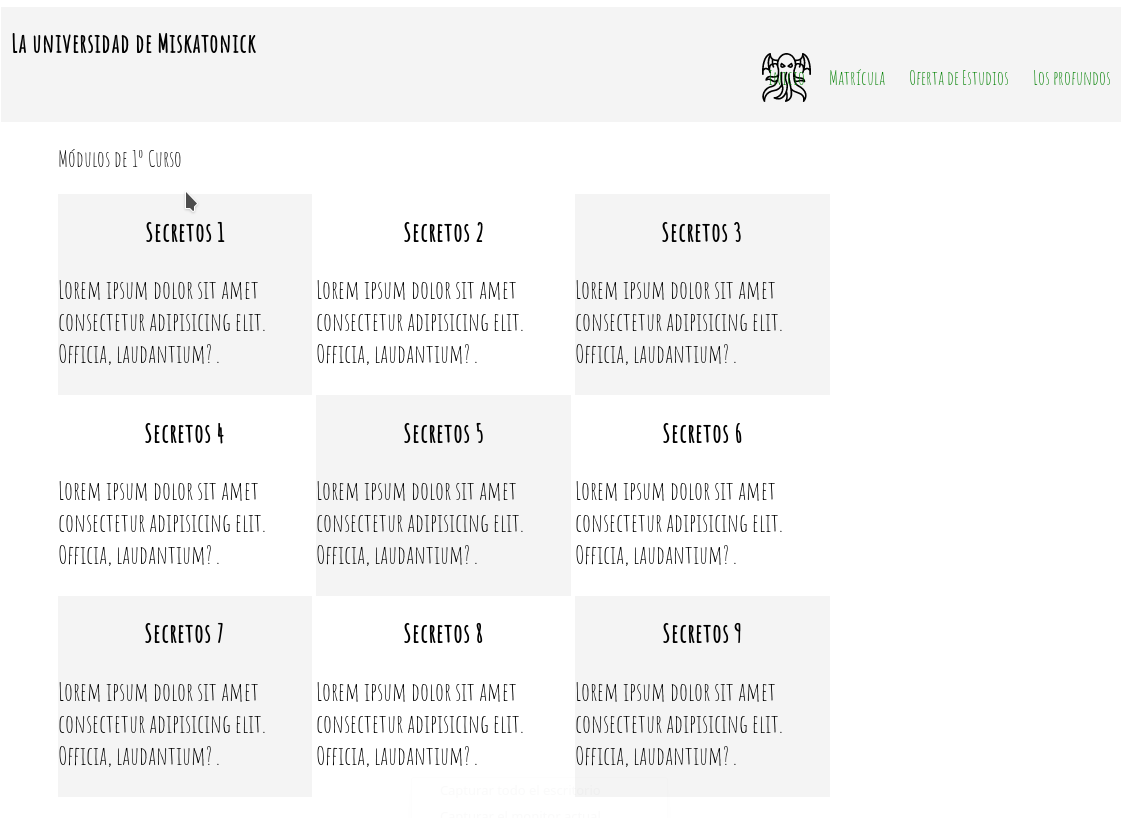 La universidad de Miskatonick
Matrícula Oferta de Estudios Los profundos
Módulos de 1º Curso
Secretos 1
Lorem ipsum dolor sit amet
consectetur adipisicing elit.
Officia, laudantium? .
Secretos 2
Lorem ipsum dolor sit amet
consectetur adipisicing elit.
Officia, laudantium? .
Secretos 3
Lorem ipsum dolor sit amet
consectetur adipisicing elit.
Officia, laudantium? .
Secretos 4
Lorem ipsum dolor sit amet
consectetur adipisicing elit.
Officia, laudantium? .
Secretos 5
Lorem ipsum dolor sit amet
consectetur adipisicing elit.
Officia, laudantium? .
Secretos 6
Lorem ipsum dolor sit amet
consectetur adipisicing elit.
Officia, laudantium? .
Secretos 7
Lorem ipsum dolor sit amet
consectetur adipisicing elit.
Officia, laudantium? .
Secretos 8
Lorem ipsum dolor sit amet
consectetur adipisicing elit.
Officia, laudantium? .
Secretos 9
Lorem ipsum dolor sit amet
consectetur adipisicing elit.
Officia, laudantium? .